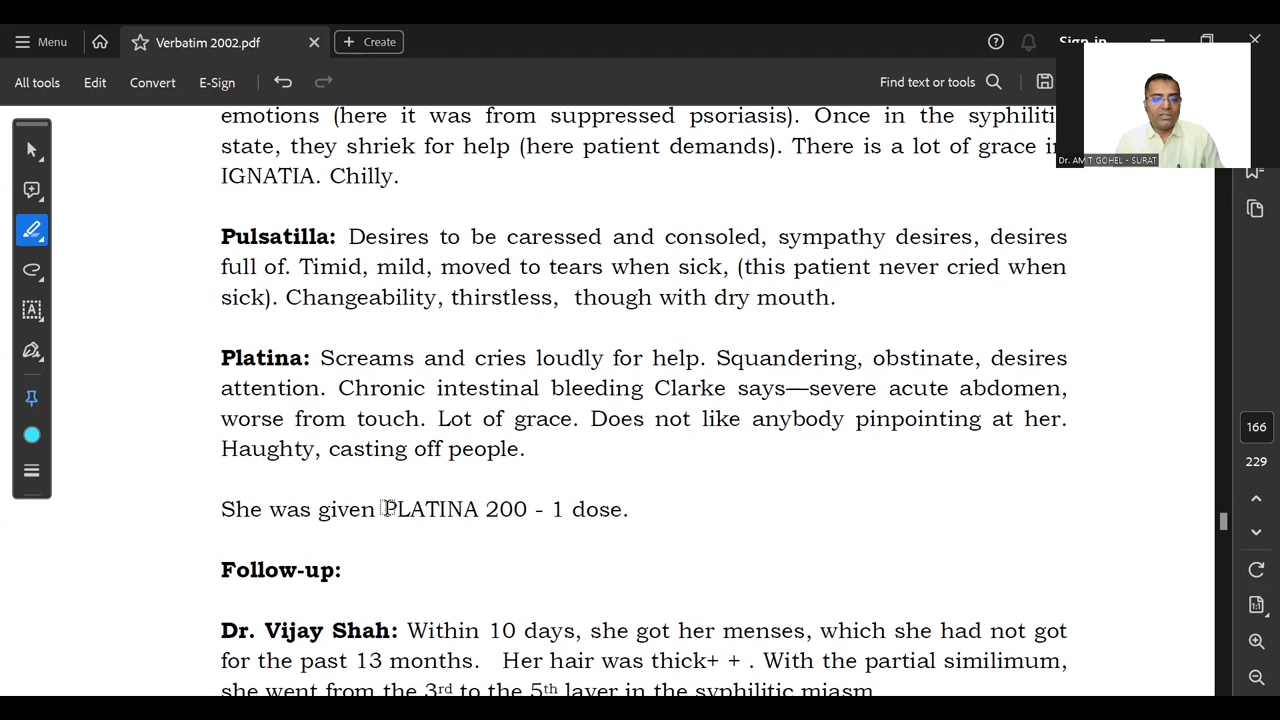 Menu
Verbatim 2002.pdf
Create
Sign in
All tools
Edit
Convert
E-Sign
Find text or tools
emotions (here it was from suppressed psoriasis). Once in the
state, they shriek for help (here patient demands). There is a lot of grace
IGNATIA. Chilly.
Dr. AMIT GOHEL - SURAT
Pulsatilla: Desires to be caressed and consoled, sympathy desires, desires
full of. Timid, mild, moved to tears when sick, (this patient never cried when
sick). Changeability, thirstless, though with dry mouth.
Platina: Screams and cries loudly for help. Squandering, obstinate, desires
attention. Chronic intestinal bleeding Clarke says—severe acute abdomen,
worse from touch. Lot of grace. Does not like anybody pinpointing at her.
Haughty, casting off people.
She was given PLATINA 200 - 1 dose.
Follow-up:
Dr. Vijay Shah: Within 10 days, she got her menses, which she had not got
for the past 13 months. Her hair was thick+ + . With the partial similimum,
she went from the 3rd to the 5th layer in the syphilitic miasm
166
229